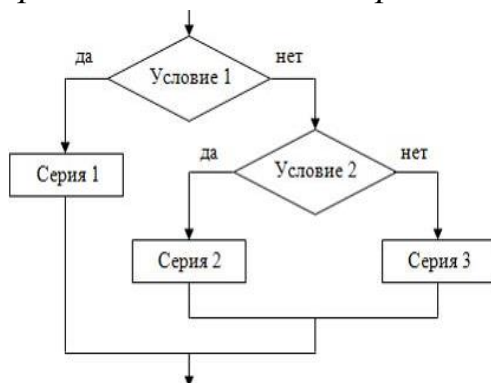 да
нет
Условие 1
да
нет
Серия 1
Условие 2
Серия 2
Серия 3